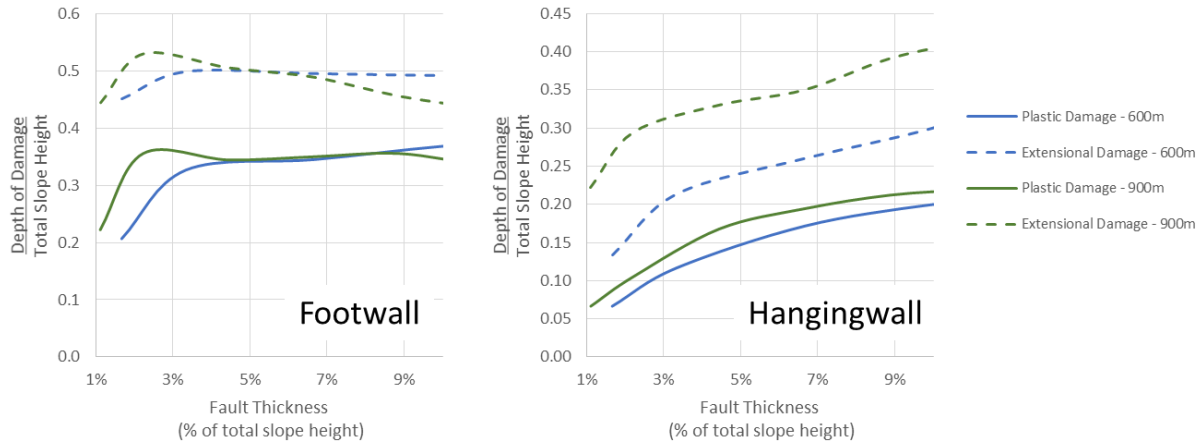 0.6
0.5
0.4
0.3
0.2
0.1
0.0
Depth of Damage
Total Slope Height
1% 3% 5% 7% 9%
Fault Thickness
(% of total slope height)
Footwall
0.45
0.40
0.35
0.30
0.25
0.20
0.15
0.10
0.05
0.00
Depth of Damage
Total Slope Height
1% 3% 5% 7% 9%
Fault Thickness
(% of total slope height)
Hangingwall
Plastic Damage - 600m
Extensional Damage - 600m
Plastic Damage - 900m
Extensional Damage - 900m